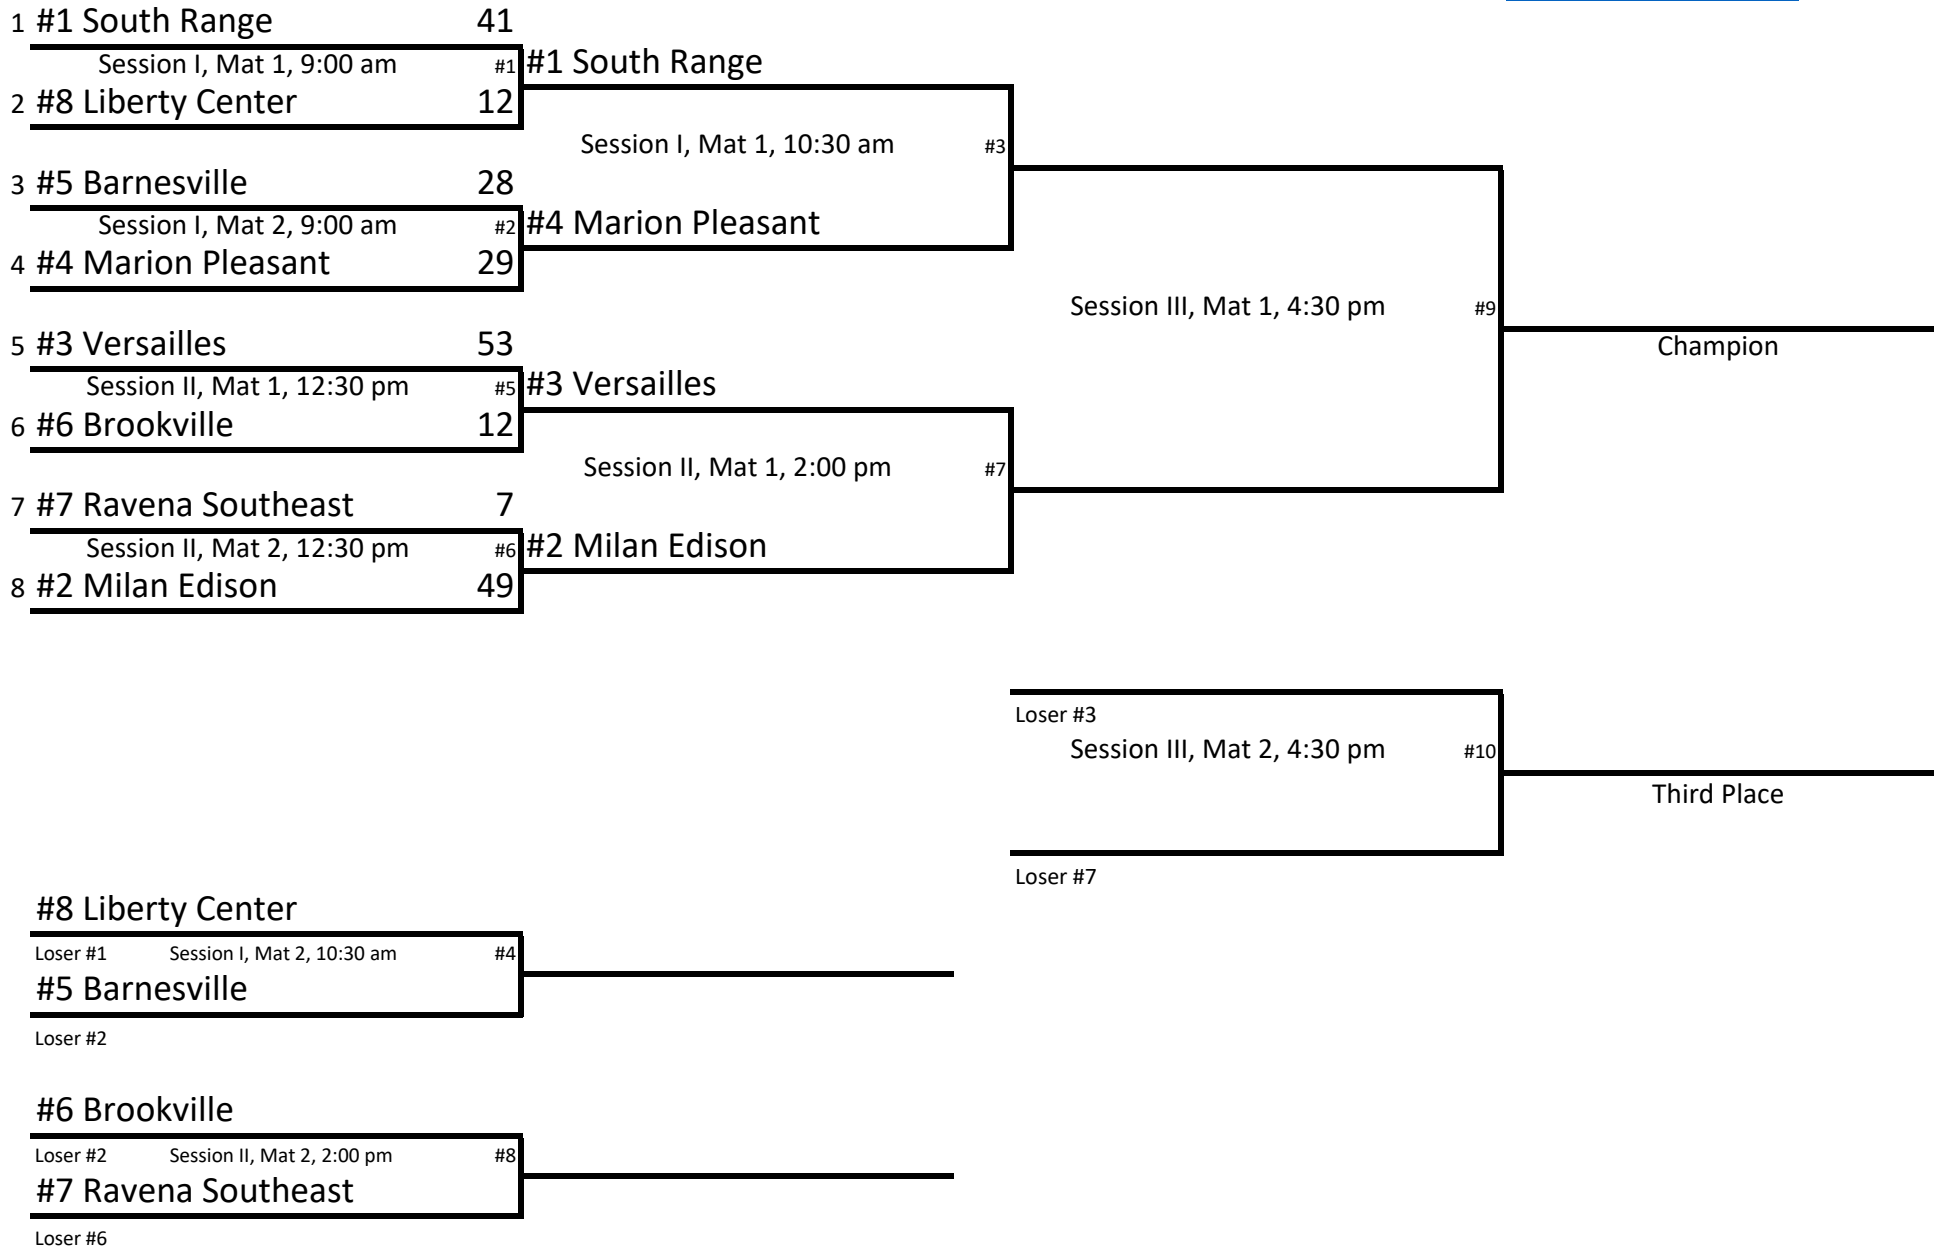 1 #1 South Range 41
Session I, Mat 1, 9:00 am #1
#1 South Range
2 #8 Liberty Center 12
Session I, Mat 1, 10:30 am #3
3 #5 Barnesville 28
Session I, Mat 2, 9:00 am #2
#4 Marion Pleasant
4 #4 Marion Pleasant 29
Session III, Mat 1, 4:30 pm #9
5 #3 Versailles 53
Champion
Session II, Mat 1, 12:30 pm #5
#3 Versailles
6 #6 Brookville 12
Session II, Mat 1, 2:00 pm #7
7 #7 Ravena Southeast 7
Session II, Mat 2, 12:30 pm #6
#2 Milan Edison
8 #2 Milan Edison 49
Loser #3
Session III, Mat 2, 4:30 pm #10
Third Place
Loser #7
#8 Liberty Center
Loser #1 Session I, Mat 2, 10:30 am #4
#5 Barnesville
Loser #2
#6 Brookville
Loser #2 Session II, Mat 2, 2:00 pm #8
#7 Ravena Southeast
Loser #6